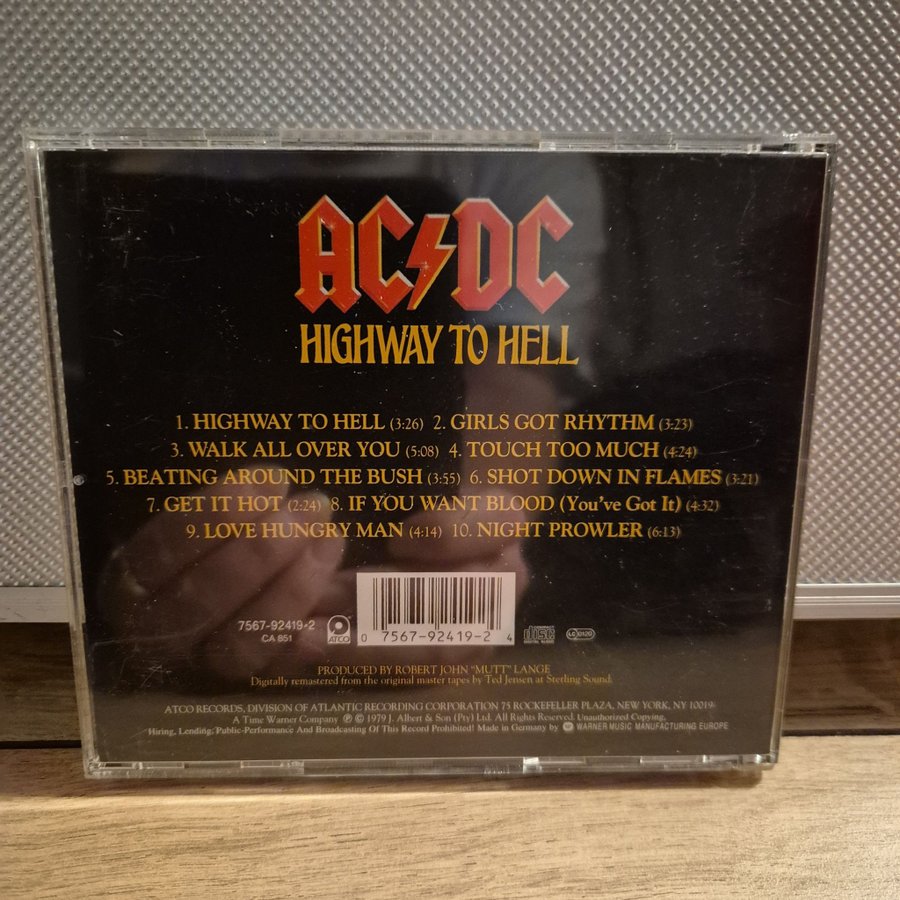 AC/DC
HIGHWAY TO HELL
1. HIGHWAY TO HELL (3:26) 2. GIRLS GOT RHYTHM (3:23)
3. WALK ALL OVER YOU (5:08) 4. TOUCH TOO MUCH (4:24)
5. BEATING AROUND THE BUSH (3:55) 6. SHOT DOWN IN FLAMES (3:21)
7. GET IT HOT (2:24) 8. IF YOU WANT BLOOD (You've Got It) (4:32)
9. LOVE HUNGRY MAN (4:14) 10. NIGHT PROWLER (6:13)
7567-92419-2
CA 851
ATCO
0 7567-92419-2 4
COMPACT
disc
DIGITAL AUDIO
LC 0120
PRODUCED BY ROBERT JOHN "MUTT" LANGE
Digitally remastered from the original master tapes by Ted Jensen at Sterling Sound.
ATCO RECORDS, DIVISION OF ATLANTIC RECORDING CORPORATION 75 ROCKEFELLER PLAZA, NEW YORK, NY 10019-
A Time Warner Company ℗ © 1979 J. Albert & Son (Pty) Ltd. All Rights Reserved. Unauthorized Copying,
Hiring, Lending, Public-Performance And Broadcasting Of This Record Prohibited! Made in Germany by WARNER MUSIC MANUFACTURING EUROPE